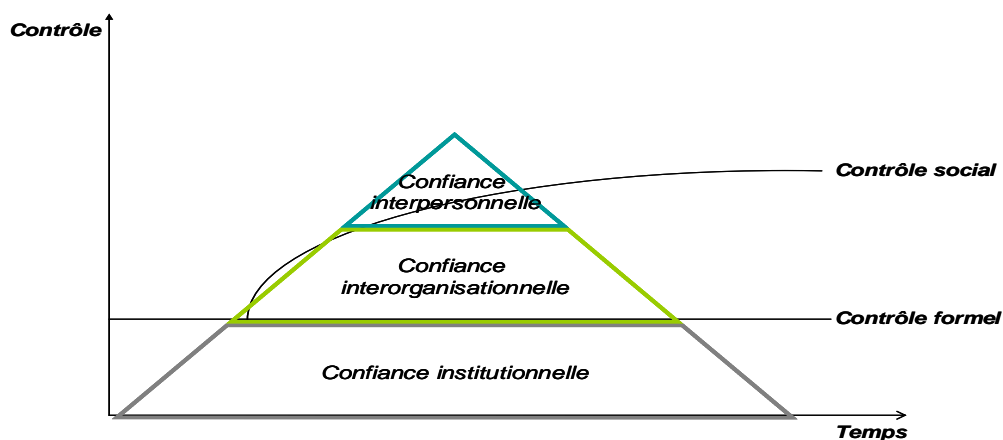 Contrôle
Contrôle social
Confiance
interpersonnelle
Confiance
interorganisationnelle
Contrôle formel
Confiance institutionnelle
Temps